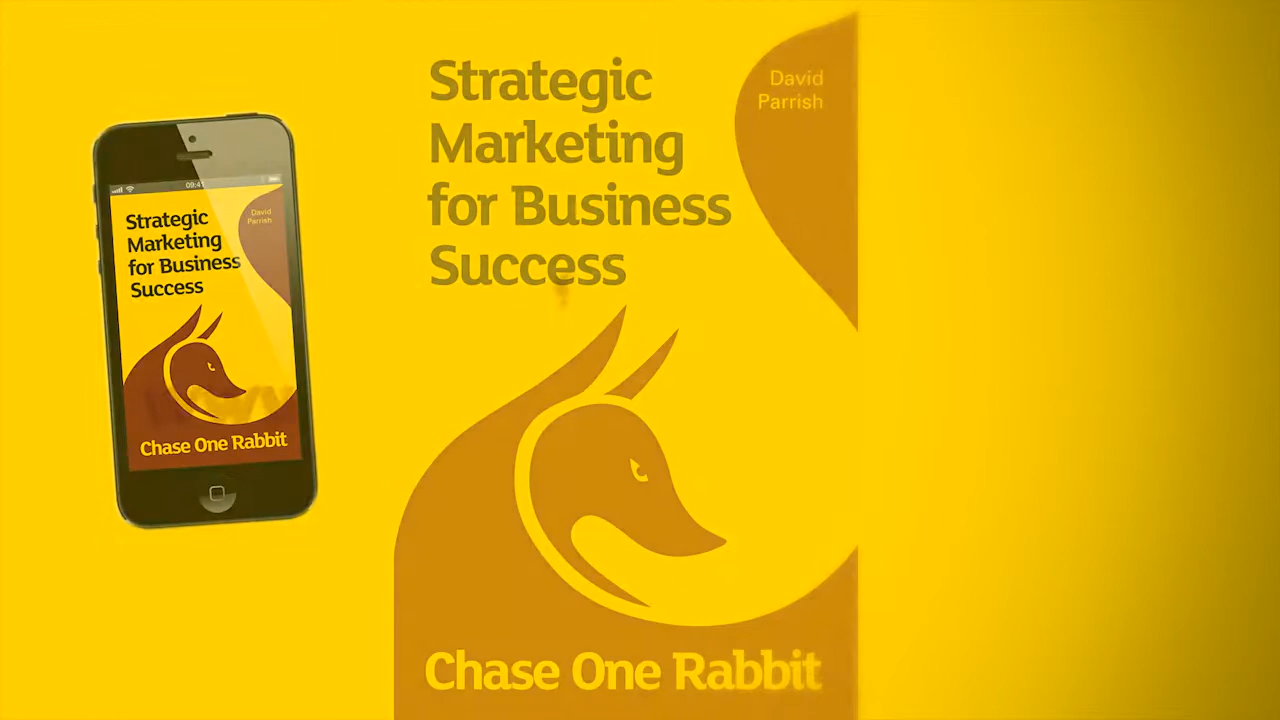 09:41
David
Parrish
Strategic
Marketing
for Business
Success
Chase One Rabbit
Strategic
Marketing
for Business
Success
David
Parrish
Chase One Rabbit